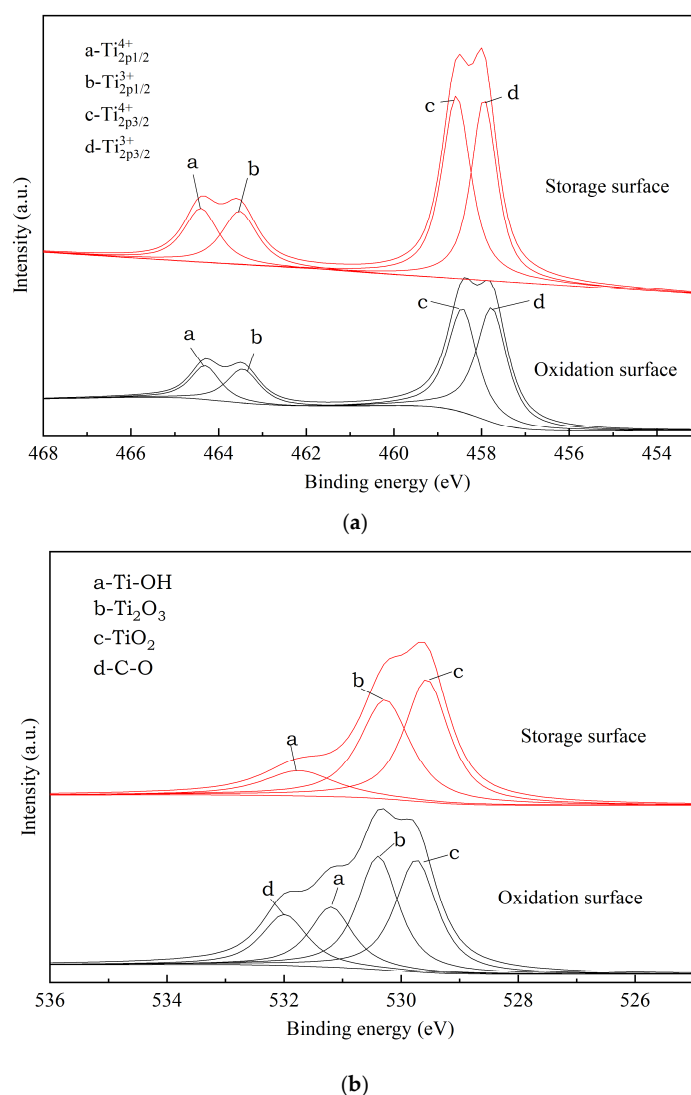 a-Ti⁴⁺₂p1/2
b-Ti³⁺₂p1/2
c-Ti⁴⁺₂p3/2
d-Ti³⁺₂p3/2
a
b
c
d
Storage surface
a
b
c
d
Oxidation surface
Intensity (a.u.)
468 466 464 462 460 458 456 454
Binding energy (eV)
(a)
a-Ti-OH
b-Ti₂O₃
c-TiO₂
d-C-O
a
b
c
Storage surface
d
a
b
c
Oxidation surface
Intensity (a.u.)
536 534 532 530 528 526
Binding energy (eV)
(b)